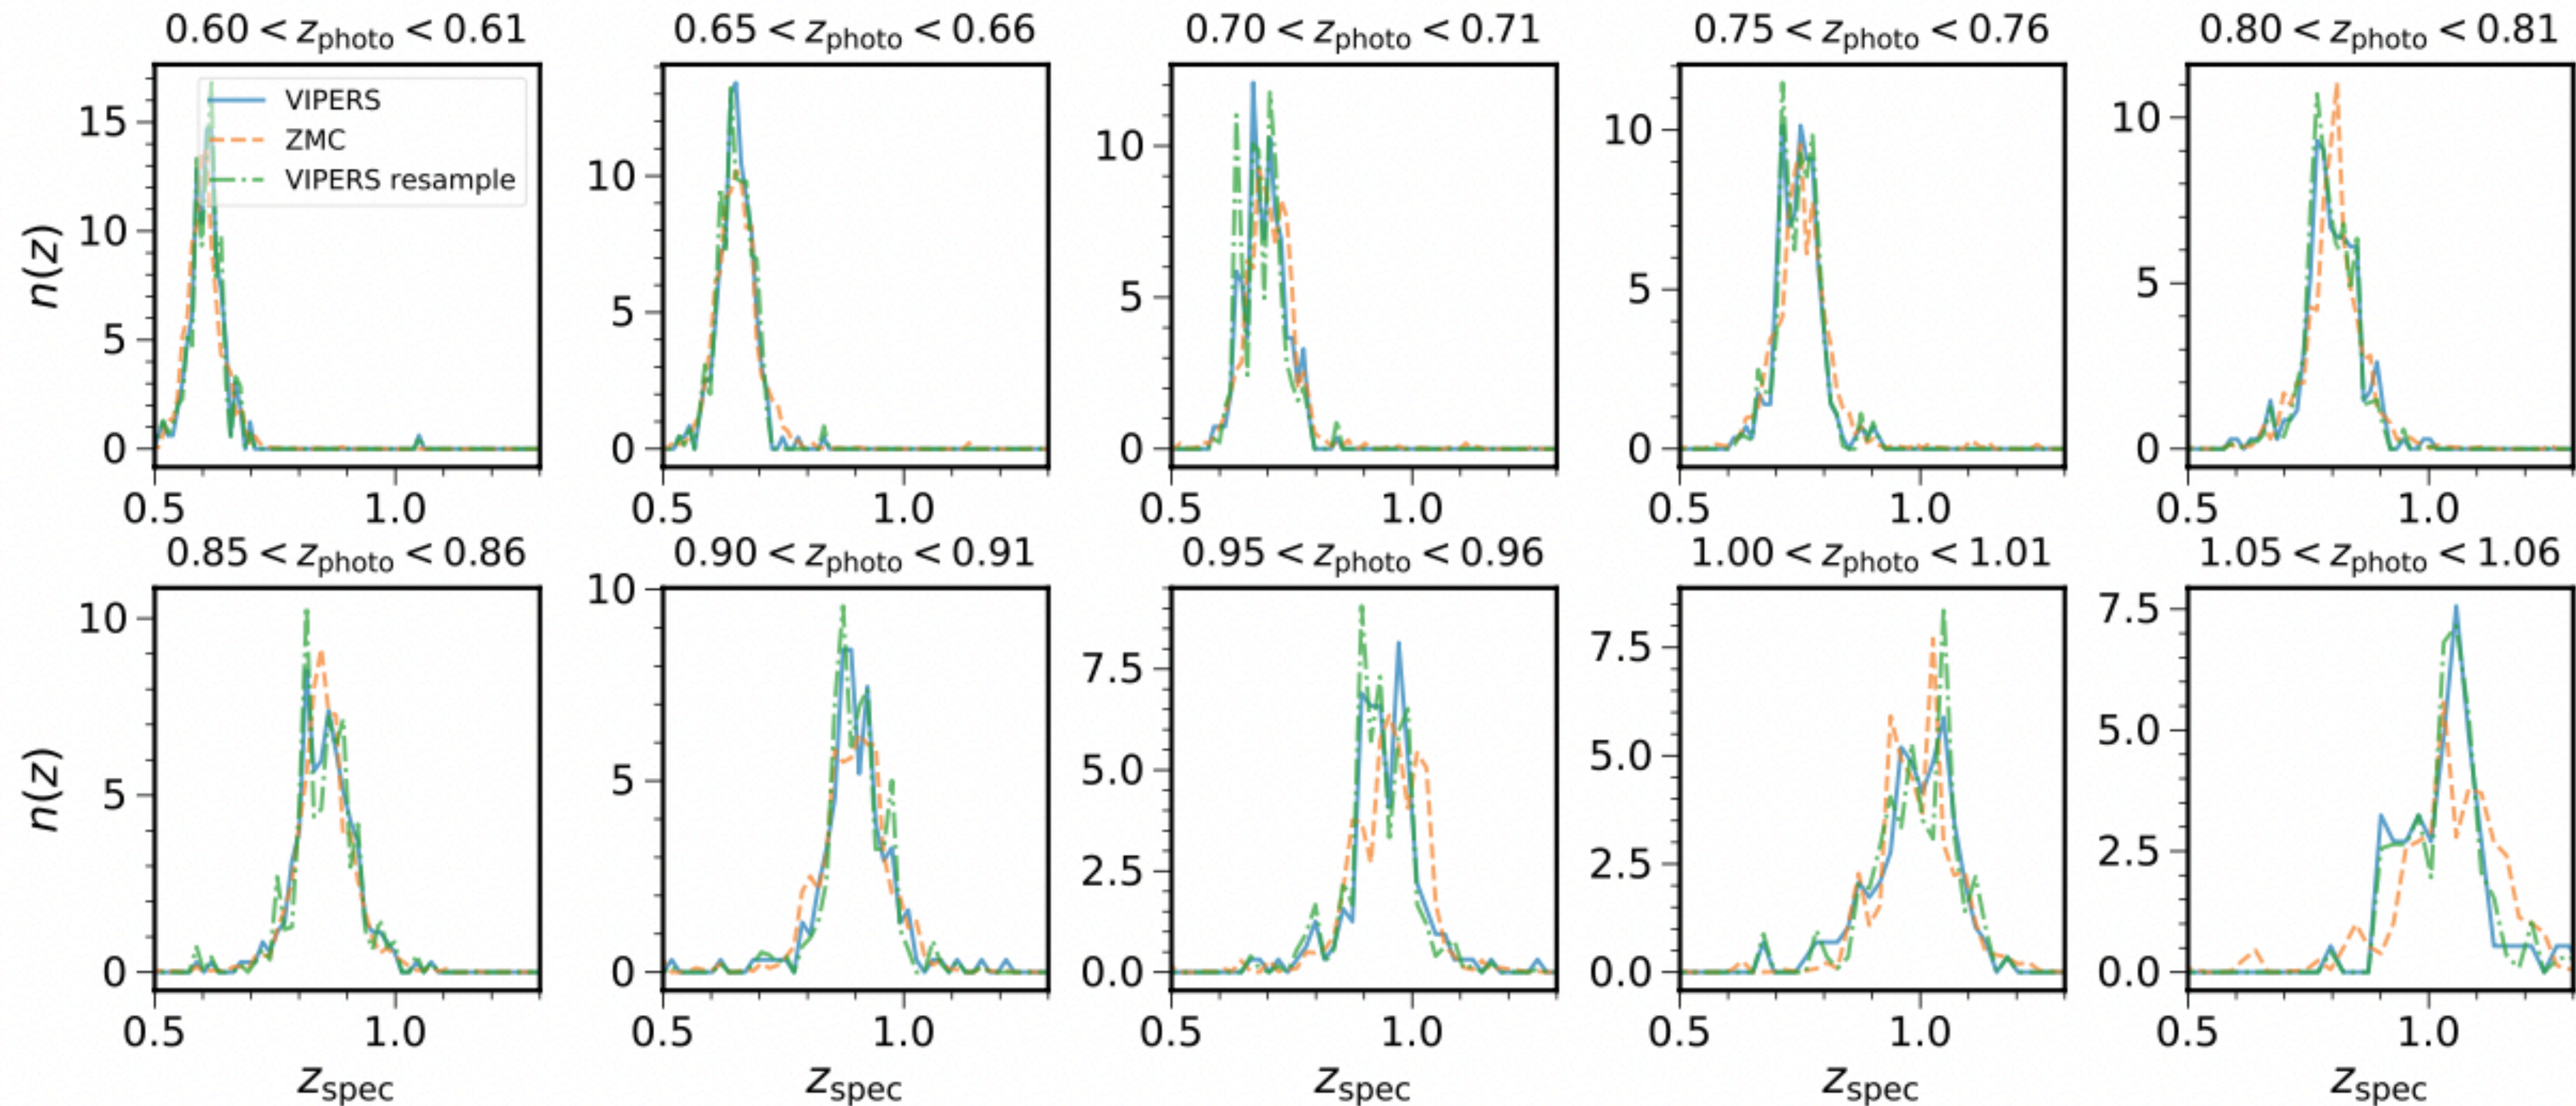 0.60 < z_photo < 0.61
0.65 < z_photo < 0.66
0.70 < z_photo < 0.71
0.75 < z_photo < 0.76
0.80 < z_photo < 0.81
n(z)
15
10
5
0
VIPERS
ZMC
VIPERS resample
10
5
0
10
5
0
10
5
0
10
5
0
0.5 1.0
0.5 1.0
0.5 1.0
0.5 1.0
0.5 1.0
0.85 < z_photo < 0.86
0.90 < z_photo < 0.91
0.95 < z_photo < 0.96
1.00 < z_photo < 1.01
1.05 < z_photo < 1.06
n(z)
10
5
0
10
5
0
7.5
5.0
2.5
0.0
7.5
5.0
2.5
0.0
7.5
5.0
2.5
0.0
0.5 1.0
0.5 1.0
0.5 1.0
0.5 1.0
0.5 1.0
z_spec
z_spec
z_spec
z_spec
z_spec